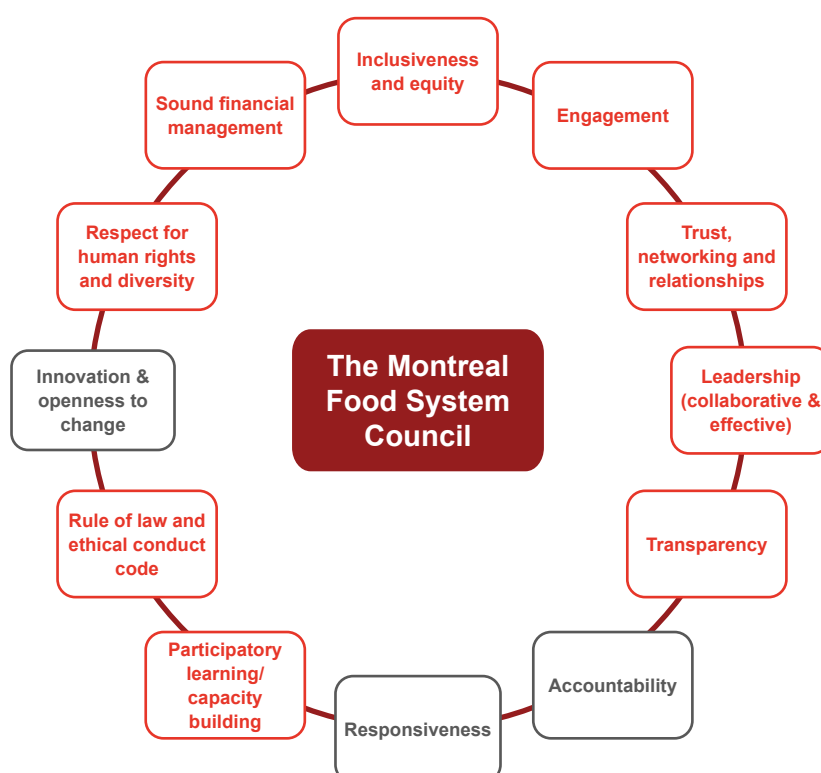 Inclusiveness
and equity
Engagement
Trust,
networking and
relationships
Leadership
(collaborative &
effective)
Transparency
Accountability
Responsiveness
Participatory
learning/
capacity
building
Rule of law and
ethical conduct
code
Innovation &
openness to
change
Respect for
human rights
and diversity
Sound financial
management
The Montreal
Food System
Council